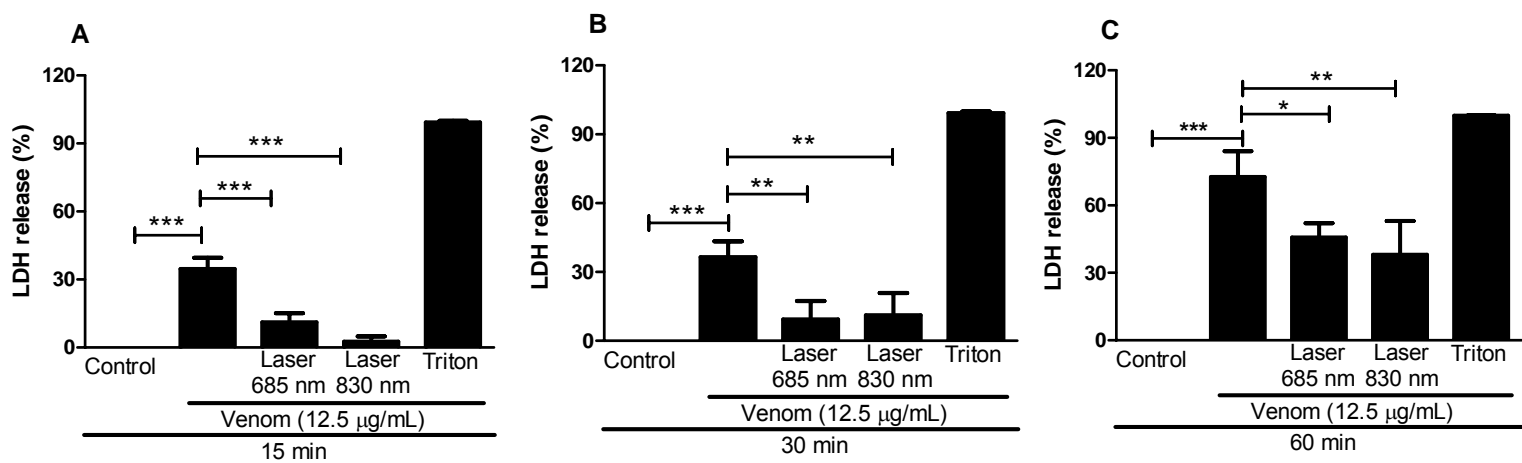 A
LDH release (%)
120
90
60
30
0
***
***
***
Control
Laser
685 nm
Laser
830 nm
Triton
Venom (12.5 μg/mL)
15 min
B
LDH release (%)
120
90
60
30
0
**
**
***
Control
Laser
685 nm
Laser
830 nm
Triton
Venom (12.5 μg/mL)
30 min
C
LDH release (%)
120
90
60
30
0
**
*
***
Control
Laser
685 nm
Laser
830 nm
Triton
Venom (12.5 μg/mL)
60 min